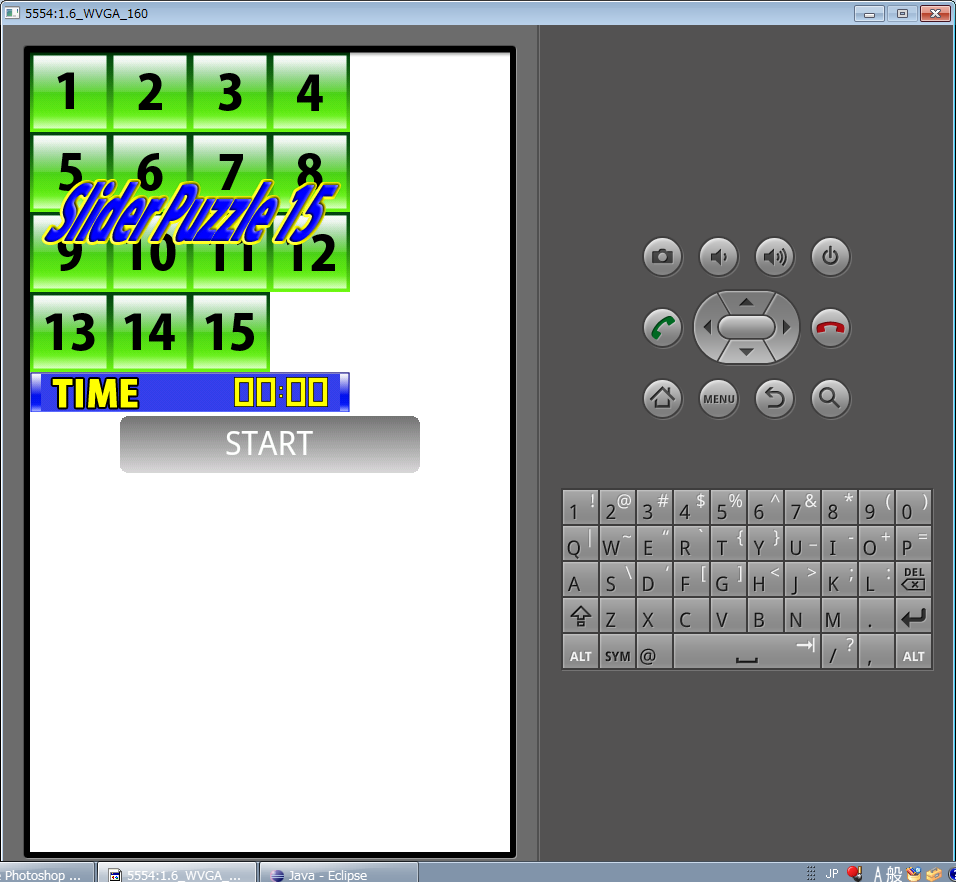 5554:1.6_WVGA_160
1 2 3 4
5 6 7 8
Slider Puzzle 15
9 10 11 12
13 14 15
TIME 00:00
START
MENU
1 ! 2 @ 3 # 4 $ 5 % 6 ^ 7 & 8 * 9 ( 0 )
Q | W ~ E “ R ` T { Y } U _ I - O + P =
A S \ D ‘ F [ G ] H < J > K ; L : DEL
Z X C V B N M .
ALT SYM @ / ? , ALT
Photoshop ... 5554:1.6_WVGA_... Java - Eclipse JP A 般